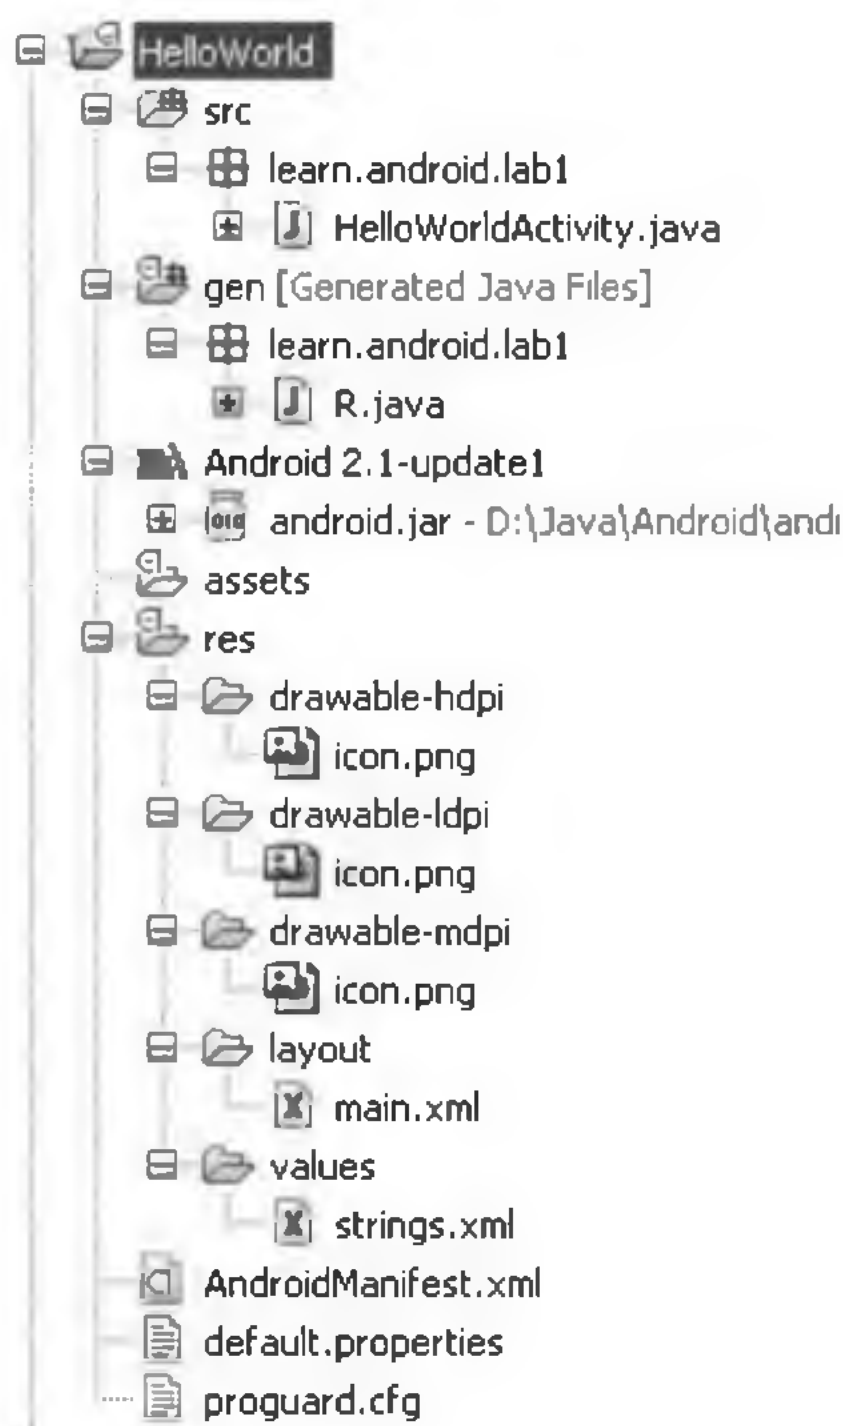 HelloWorld
src
learn.android.lab1
HelloWorldActivity.java
gen [Generated Java Files]
learn.android.lab1
R.java
Android 2.1-update1
android.jar - D:\Java\Android\andr
assets
res
drawable-hdpi
icon.png
drawable-ldpi
icon.png
drawable-mdpi
icon.png
layout
main.xml
values
strings.xml
AndroidManifest.xml
default.properties
proguard.cfg